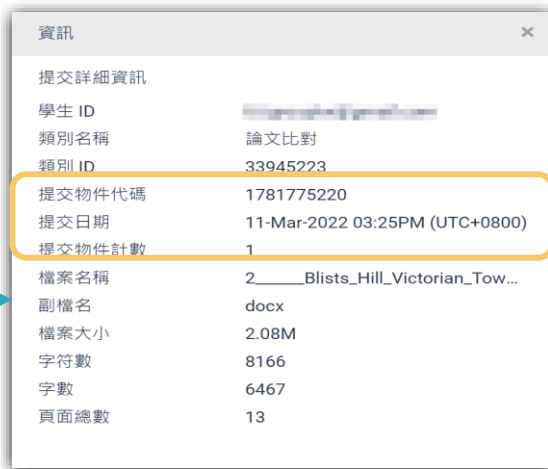 資訊 ×
提交詳細資訊
學生 ID
類別名稱 論文比對
類別 ID 33945223
提交物件代碼 1781775220
提交日期 11-Mar-2022 03:25PM (UTC+0800)
提交物件計數 1
檔案名稱 2______Blists_Hill_Victorian_Tow...
副檔名 docx
檔案大小 2.08M
字符數 8166
字數 6467
頁面總數 13